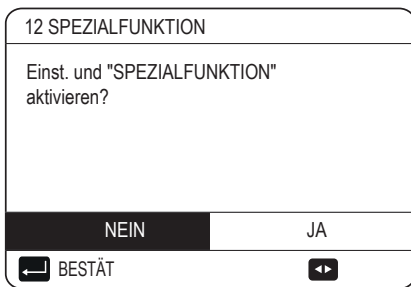 12 SPEZIALFUNKTION
Einst. und "SPEZIALFUNKTION"
aktivieren?
NEIN JA
BESTÄT